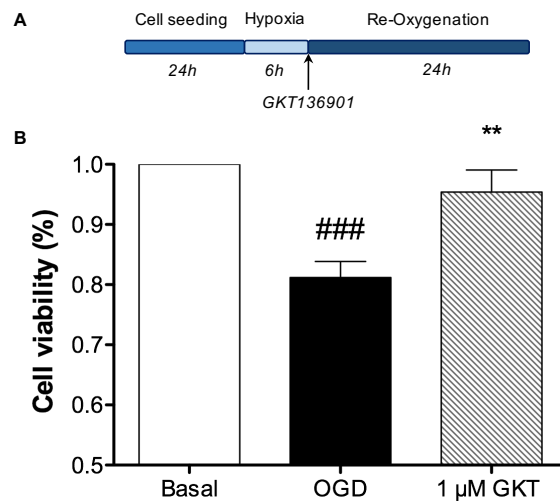 A
Cell seeding Hypoxia Re-Oxygenation
24h 6h 24h
GKT136901
B
**
###
Cell viability (%)
1.0
0.9
0.8
0.7
0.6
0.5
Basal OGD 1 µM GKT